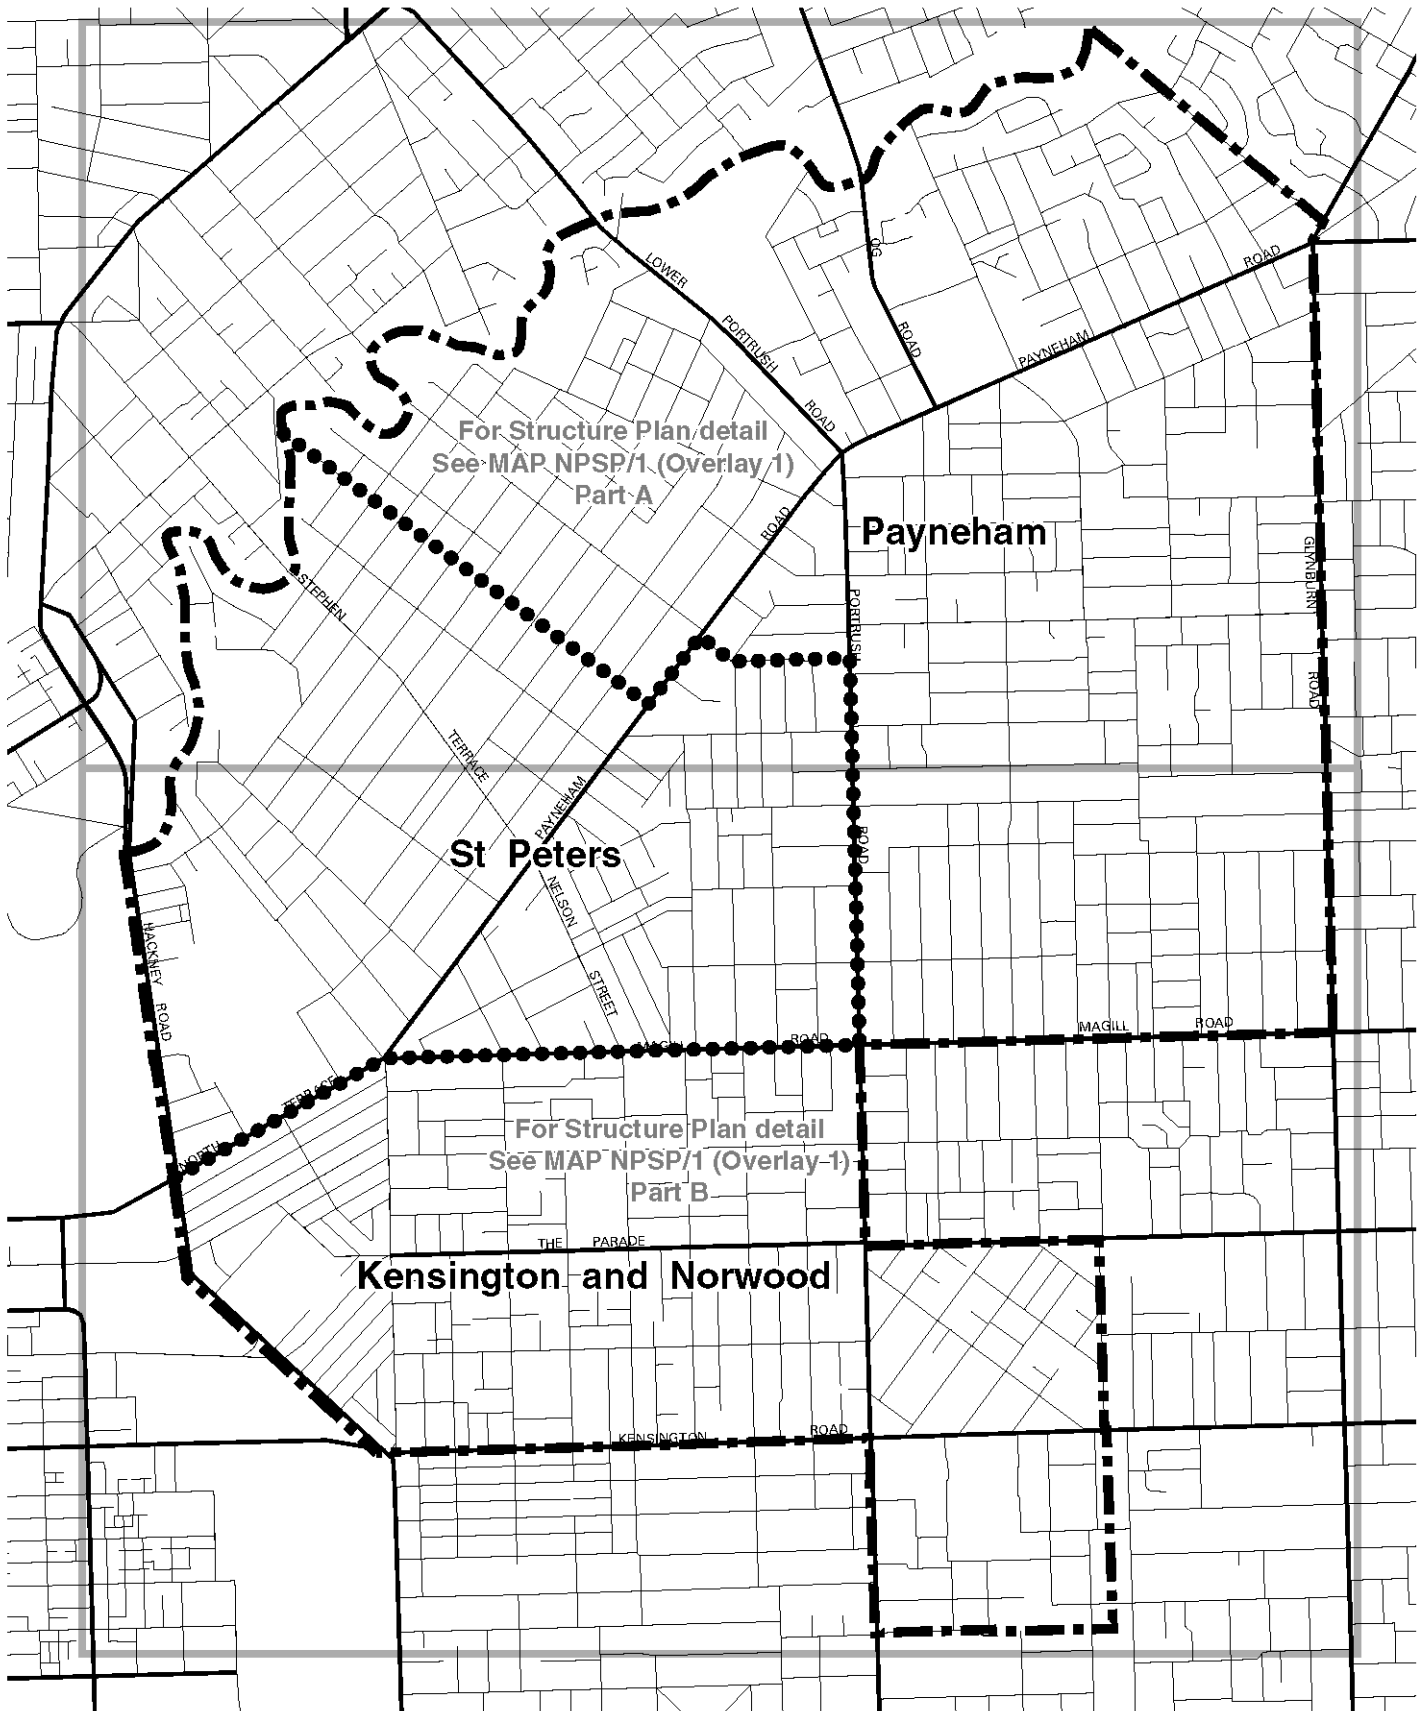 LOWER
PORTRUSH
ROAD
OG
ROAD
PAYNEHAM
ROAD
For Structure Plan detail
See MAP NPSP/1 (Overlay 1)
Part A
ROAD
Payneham
GLYNBURN
ROAD
STEPHEN
TERRACE
PORTRUSH
ROAD
PAYNEHAM
St Peters
NELSON
STREET
HACKNEY
ROAD
MAGILL
ROAD
MAGILL
ROAD
NORTH
TERRACE
For Structure Plan detail
See MAP NPSP/1 (Overlay 1)
Part B
THE PARADE
Kensington and Norwood
KENSINGTON
ROAD